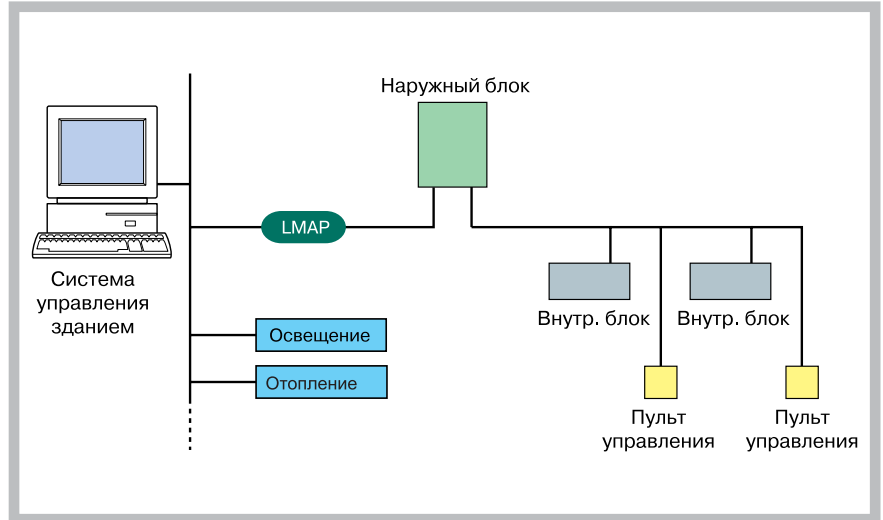 Наружный блок
LMAP
Система
управления
зданием
Внутр. блок
Внутр. блок
Освещение
Отопление
Пульт
управления
Пульт
управления